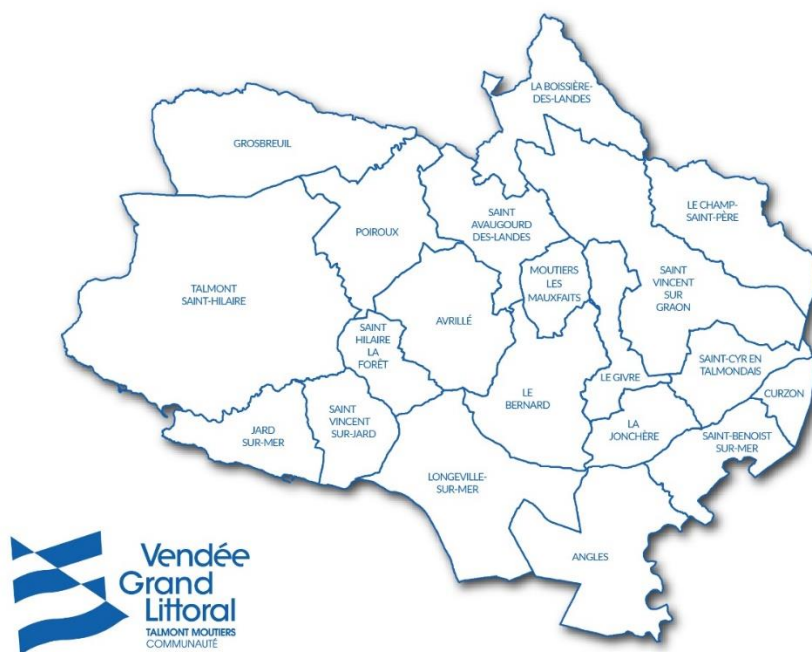 LA BOISSIÈRE-
DES-LANDES
GROSBREUIL
LE CHAMP-
SAINT-PÈRE
SAINT
AVAUGOURD
DES-LANDES
POIROUX
MOUTIERS
LES
MAUXFAITS
SAINT
VINCENT
SUR
GRAON
TALMONT
SAINT-HILAIRE
AVRILLÉ
SAINT
HILAIRE
LA
FORÊT
SAINT-CYR EN
TALMONDAIS
LE GIVRE
CURZON
LE
BERNARD
SAINT
VINCENT
SUR-JARD
JARD
SUR-MER
LA
JONCHÈRE
SAINT-BENOIST
SUR-MER
LONGEVILLE-
SUR-MER
ANGLES
Vendée
Grand
Littoral
TALMONT MOUTIERS
COMMUNAUTÉ